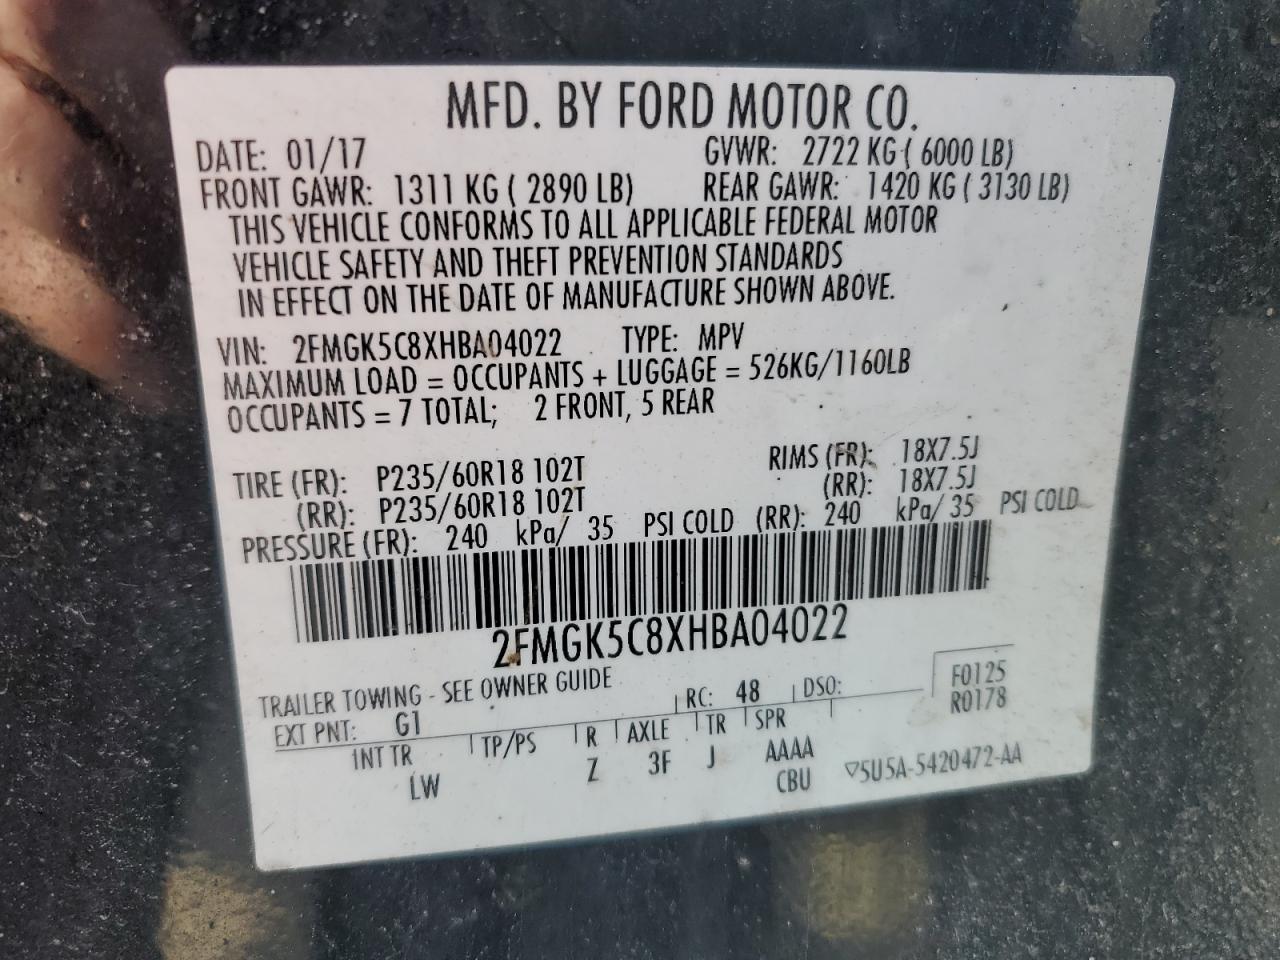 MFD. BY FORD MOTOR CO.
DATE: 01/17 GVWR: 2722 KG ( 6000 LB)
FRONT GAWR: 1311 KG ( 2890 LB) REAR GAWR: 1420 KG ( 3130 LB)
THIS VEHICLE CONFORMS TO ALL APPLICABLE FEDERAL MOTOR
VEHICLE SAFETY AND THEFT PREVENTION STANDARDS
IN EFFECT ON THE DATE OF MANUFACTURE SHOWN ABOVE.
VIN: 2FMGK5C8XHBA04022 TYPE: MPV
MAXIMUM LOAD = OCCUPANTS + LUGGAGE = 526KG/1160LB
OCCUPANTS = 7 TOTAL; 2 FRONT, 5 REAR
TIRE (FR): P235/60R18 102T RIMS (FR): 18X7.5J
(RR): P235/60R18 102T (RR): 18X7.5J
PRESSURE (FR): 240 kPa/ 35 PSI COLD (RR): 240 kPa/ 35 PSI COLD
2FMGK5C8XHBA04022
TRAILER TOWING - SEE OWNER GUIDE
EXT PNT: G1 RC: 48 DSO: F0125
R0178
INT TR TP/PS R AXLE TR SPR
LW Z 3F J AAAA
CBU ▽5U5A-5420472-AA